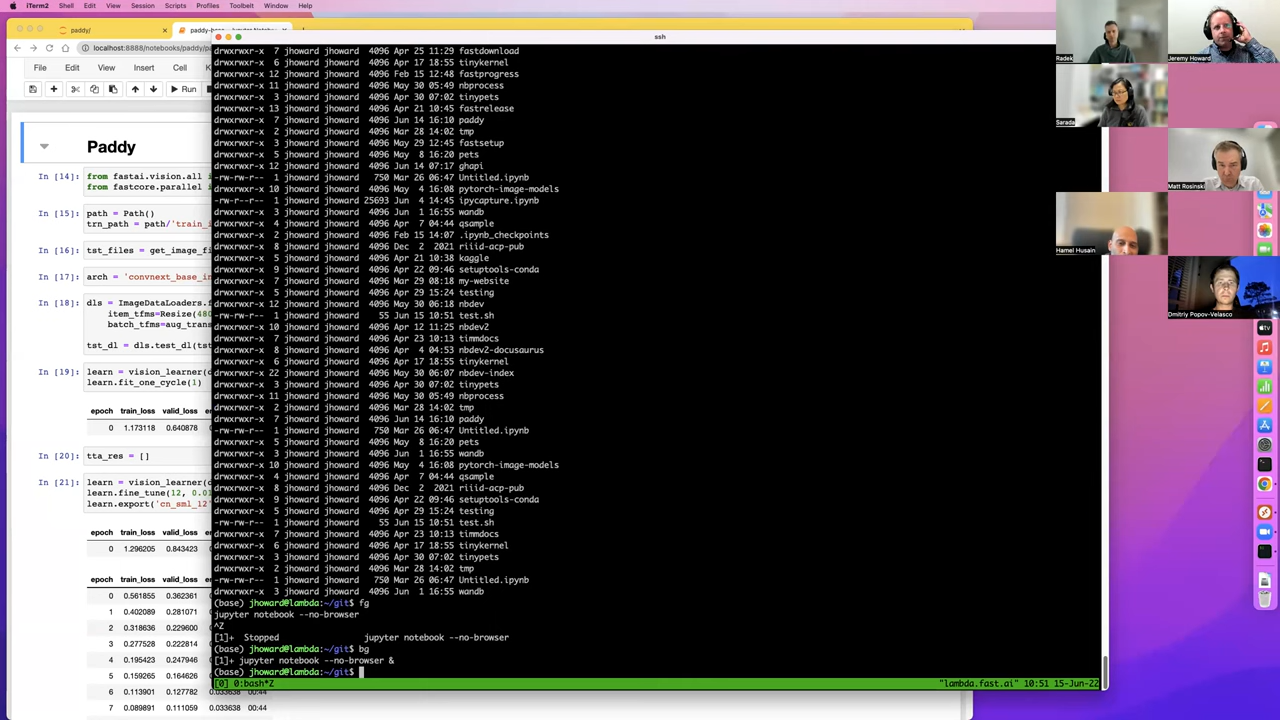 iTerm2 Shell Edit View Session Scripts Profiles Toolbelt Window Help
paddy/
localhost:8888/notebooks/paddy/p
File Edit View Insert Cell
Run
Paddy
In [14]: from fastai.vision.all i
from fastcore.parallel i
In [15]: path = Path()
trn_path = path/'train_i
In [16]: tst_files = get_image_fi
In [17]: arch = 'convnext_base_in
In [18]: dls = ImageDataLoaders.f
item_tfms=Resize(480
batch_tfms=aug_trans
tst_dl = dls.test_dl(tst
In [19]: learn = vision_learner(d
learn.fit_one_cycle(1)
epoch train_loss valid_loss
0 1.173118 0.640878
In [20]: tta_res = []
In [21]: learn = vision_learner(d
learn.fine_tune(12, 0.01
learn.export('cn_sml_12'
epoch train_loss valid_loss
0 1.296205 0.843423
epoch train_loss valid_loss
0 0.561855 0.362361
1 0.402089 0.281071
2 0.318636 0.229600
3 0.277528 0.222814
4 0.195423 0.247946
5 0.159265 0.164626
6 0.113901 0.127782 0.033638 00:44
7 0.089891 0.111059 0.033638 00:44
ssh
drwxrwxr-x 7 jhoward jhoward 4096 Apr 25 11:29 fastdownload
drwxrwxr-x 6 jhoward jhoward 4096 Apr 17 18:55 tinykernel
drwxrwxr-x 12 jhoward jhoward 4096 Feb 15 12:48 fastprogress
drwxrwxr-x 11 jhoward jhoward 4096 May 30 05:49 nbprocess
drwxrwxr-x 3 jhoward jhoward 4096 Apr 30 07:02 tinypets
drwxrwxr-x 13 jhoward jhoward 4096 Apr 21 10:45 fastrelease
drwxrwxr-x 7 jhoward jhoward 4096 Jun 14 16:10 paddy
drwxrwxr-x 2 jhoward jhoward 4096 Mar 28 14:02 tmp
drwxrwxr-x 3 jhoward jhoward 4096 May 29 12:45 fastsetup
drwxrwxr-x 5 jhoward jhoward 4096 May 8 16:20 pets
drwxrwxr-x 12 jhoward jhoward 4096 Jun 14 07:17 ghapi
-rw-rw-r-- 1 jhoward jhoward 750 Mar 26 06:47 Untitled.ipynb
drwxrwxr-x 10 jhoward jhoward 4096 May 4 16:08 pytorch-image-models
-rw-r--r-- 1 jhoward jhoward 25693 Jun 4 14:45 ipycapture.ipynb
drwxrwxr-x 3 jhoward jhoward 4096 Jun 1 16:55 wandb
drwxrwxr-x 4 jhoward jhoward 4096 Apr 7 04:44 qsample
drwxrwxr-x 2 jhoward jhoward 4096 Feb 15 14:07 .ipynb_checkpoints
drwxrwxr-x 8 jhoward jhoward 4096 Dec 2 2021 riiid-acp-pub
drwxrwxr-x 5 jhoward jhoward 4096 Apr 21 10:38 kaggle
drwxrwxr-x 9 jhoward jhoward 4096 Apr 22 09:46 setuptools-conda
drwxrwxr-x 7 jhoward jhoward 4096 Mar 29 08:18 my-website
drwxrwxr-x 5 jhoward jhoward 4096 Apr 29 15:24 testing
drwxrwxr-x 12 jhoward jhoward 4096 May 30 06:18 nbdev
-rw-rw-r-- 1 jhoward jhoward 55 Jun 15 10:51 test.sh
drwxrwxr-x 10 jhoward jhoward 4096 Apr 12 11:25 nbdev2
drwxrwxr-x 7 jhoward jhoward 4096 Apr 23 10:13 timmdocs
drwxrwxr-x 8 jhoward jhoward 4096 Apr 4 04:53 nbdev2-docusaurus
drwxrwxr-x 6 jhoward jhoward 4096 Apr 17 18:55 tinykernel
drwxrwxr-x 22 jhoward jhoward 4096 May 30 06:07 nbdev-index
drwxrwxr-x 3 jhoward jhoward 4096 Apr 30 07:02 tinypets
drwxrwxr-x 11 jhoward jhoward 4096 May 30 05:49 nbprocess
drwxrwxr-x 2 jhoward jhoward 4096 Mar 28 14:02 tmp
drwxrwxr-x 7 jhoward jhoward 4096 Jun 14 16:10 paddy
-rw-rw-r-- 1 jhoward jhoward 750 Mar 26 06:47 Untitled.ipynb
drwxrwxr-x 5 jhoward jhoward 4096 May 8 16:20 pets
drwxrwxr-x 3 jhoward jhoward 4096 Jun 1 16:55 wandb
drwxrwxr-x 10 jhoward jhoward 4096 May 4 16:08 pytorch-image-models
drwxrwxr-x 4 jhoward jhoward 4096 Apr 7 04:44 qsample
drwxrwxr-x 8 jhoward jhoward 4096 Dec 2 2021 riiid-acp-pub
drwxrwxr-x 9 jhoward jhoward 4096 Apr 22 09:46 setuptools-conda
drwxrwxr-x 5 jhoward jhoward 4096 Apr 29 15:24 testing
-rw-rw-r-- 1 jhoward jhoward 55 Jun 15 10:51 test.sh
drwxrwxr-x 7 jhoward jhoward 4096 Apr 23 10:13 timmdocs
drwxrwxr-x 6 jhoward jhoward 4096 Apr 17 18:55 tinykernel
drwxrwxr-x 3 jhoward jhoward 4096 Apr 30 07:02 tinypets
drwxrwxr-x 2 jhoward jhoward 4096 Mar 28 14:02 tmp
-rw-rw-r-- 1 jhoward jhoward 750 Mar 26 06:47 Untitled.ipynb
drwxrwxr-x 3 jhoward jhoward 4096 Jun 1 16:55 wandb
(base) jhoward@lambda:~/git$ fg
jupyter notebook --no-browser
^Z
[1]+ Stopped jupyter notebook --no-browser
(base) jhoward@lambda:~/git$ bg
[1]+ jupyter notebook --no-browser &
(base) jhoward@lambda:~/git$
[0] 0:bash*Z "lambda.fast.ai" 10:51 15-Jun-22
Radek
Jeremy Howard
Sarada
Matt Rosinski
Hamel Husain
Dmitriy Popov-Velasco
tv